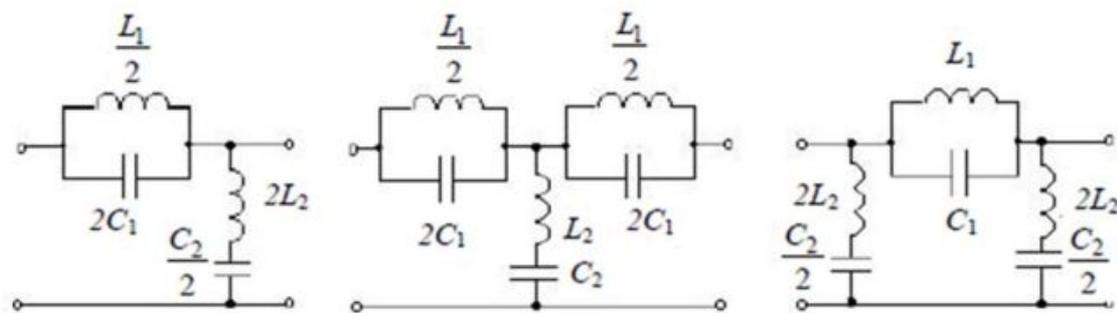 L₁/2
2C₁
2L₂
C₂/2
L₁/2
L₁/2
2C₁
2C₁
L₂
C₂
L₁
2L₂
C₁
2L₂
C₂/2
C₂/2